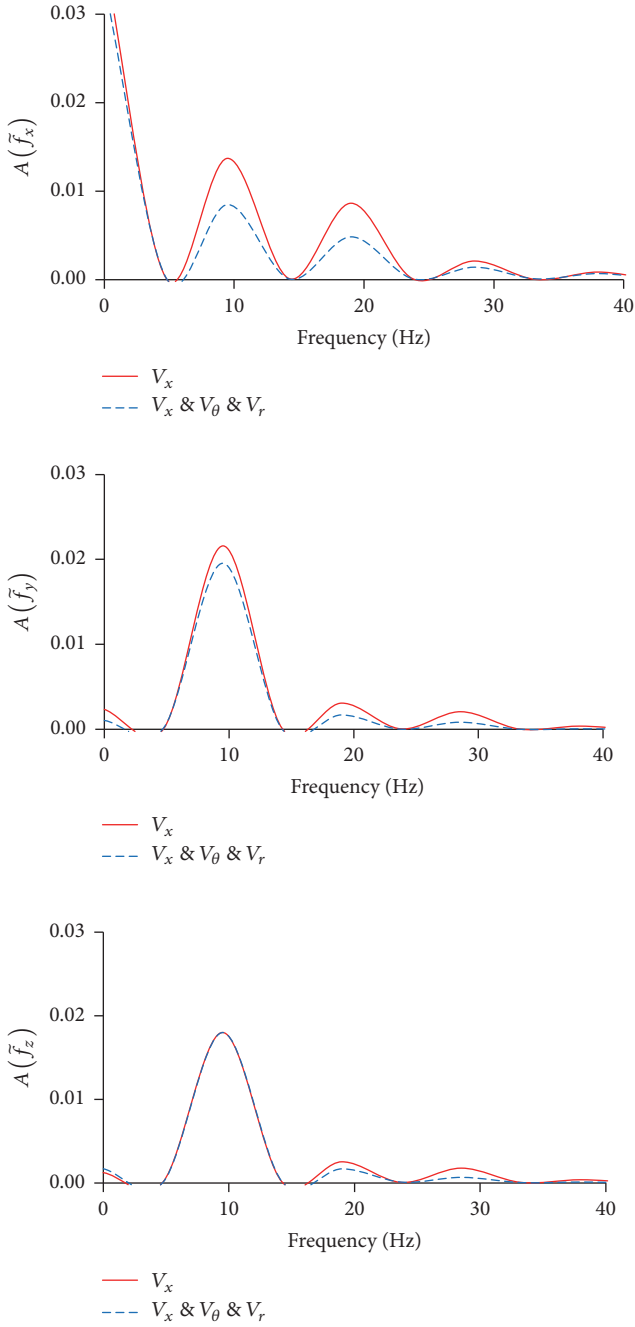 0.03
0.02
A(f̃x)
0.01
0.00
0 10 20 30 40
Frequency (Hz)
Vx
Vx & Vθ & Vr
0.03
0.02
A(f̃y)
0.01
0.00
0 10 20 30 40
Frequency (Hz)
Vx
Vx & Vθ & Vr
0.03
0.02
A(f̃z)
0.01
0.00
0 10 20 30 40
Frequency (Hz)
Vx
Vx & Vθ & Vr